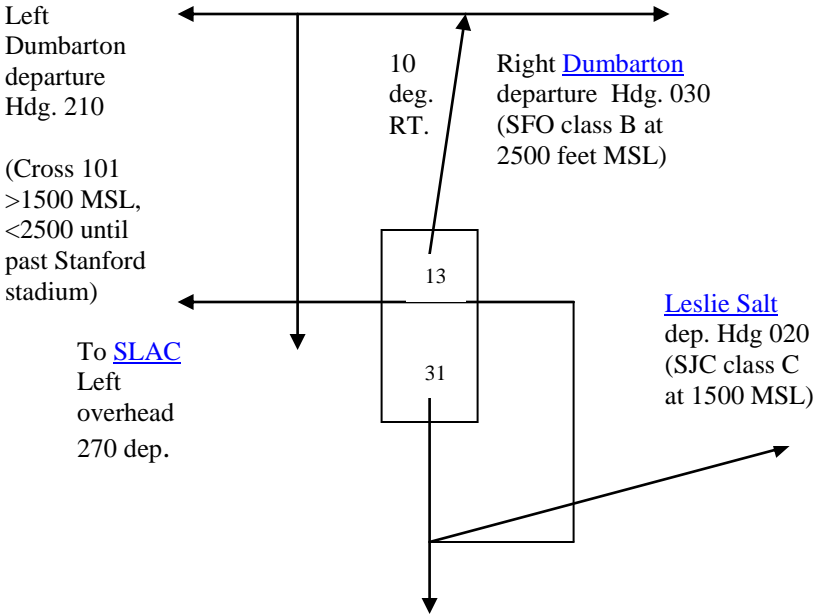 Left
Dumbarton
departure
Hdg. 210
(Cross 101
>1500 MSL,
<2500 until
past Stanford
stadium)
10
deg.
RT.
Right Dumbarton
departure Hdg. 030
(SFO class B at
2500 feet MSL)
13
31
To SLAC
Left
overhead
270 dep.
Leslie Salt
dep. Hdg 020
(SJC class C
at 1500 MSL)